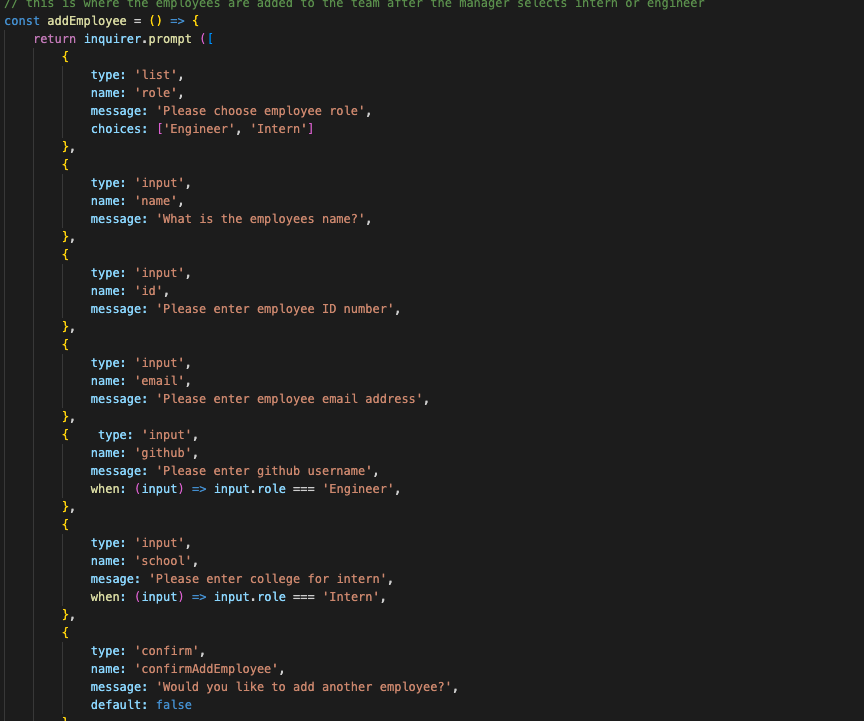 // this is where the employees are added to the team after the manager selects intern or engineer
const addEmployee = () => {
    return inquirer.prompt ([
        {
            type: 'list',
            name: 'role',
            message: 'Please choose employee role',
            choices: ['Engineer', 'Intern']
        },
        {
            type: 'input',
            name: 'name',
            message: 'What is the employees name?',
        },
        {
            type: 'input',
            name: 'id',
            message: 'Please enter employee ID number',
        },
        {
            type: 'input',
            name: 'email',
            message: 'Please enter employee email address',
        },
        {    type: 'input',
            name: 'github',
            message: 'Please enter github username',
            when: (input) => input.role === 'Engineer',
        },
        {
            type: 'input',
            name: 'school',
            mesage: 'Please enter college for intern',
            when: (input) => input.role === 'Intern',
        },
        {
            type: 'confirm',
            name: 'confirmAddEmployee',
            message: 'Would you like to add another employee?',
            default: false
        }